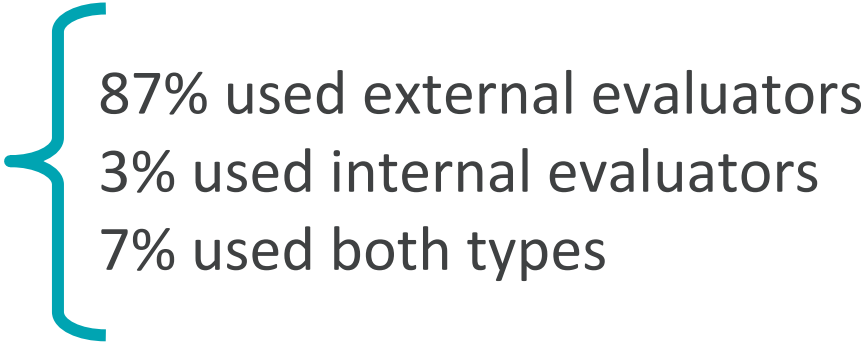 87% used external evaluators
3% used internal evaluators
7% used both types